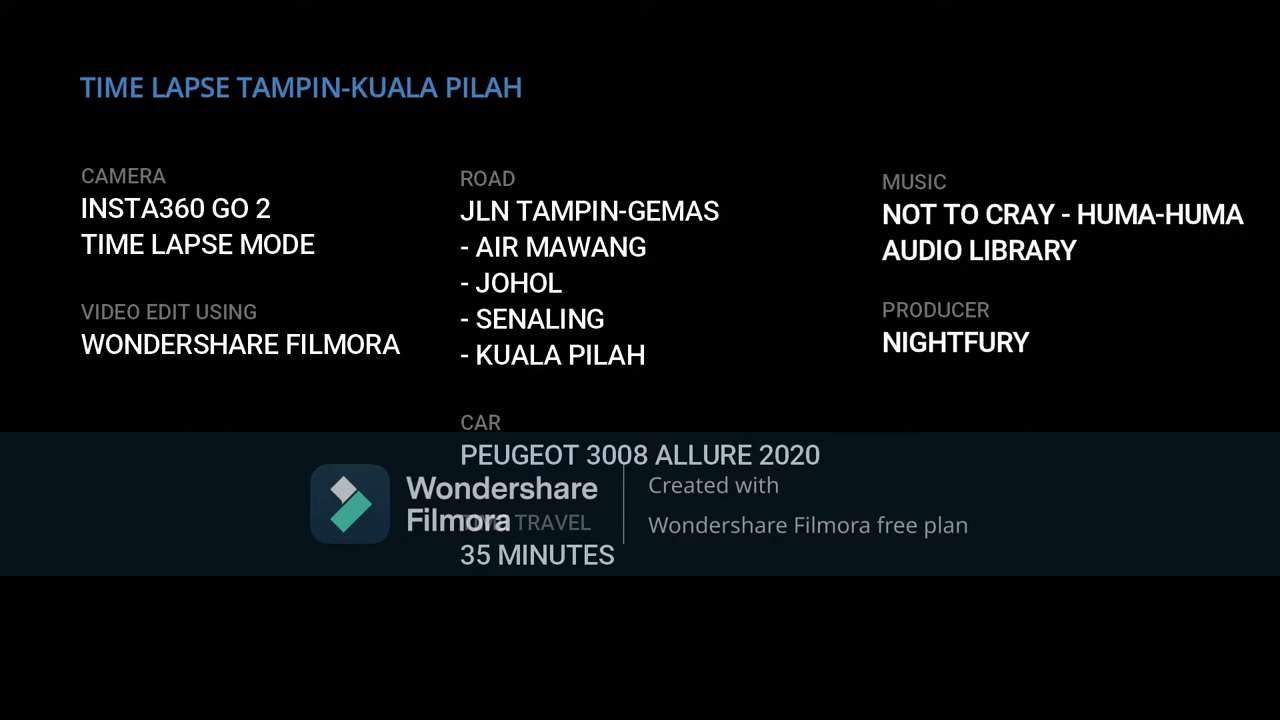 TIME LAPSE TAMPIN-KUALA PILAH
CAMERA
INSTA360 GO 2
TIME LAPSE MODE
VIDEO EDIT USING
WONDERSHARE FILMORA
ROAD
JLN TAMPIN-GEMAS
- AIR MAWANG
- JOHOL
- SENALING
- KUALA PILAH
CAR
PEUGEOT 3008 ALLURE 2020
TRAVEL
35 MINUTES
MUSIC
NOT TO CRAY - HUMA-HUMA
AUDIO LIBRARY
PRODUCER
NIGHTFURY
Wondershare
Filmora
Created with
Wondershare Filmora free plan